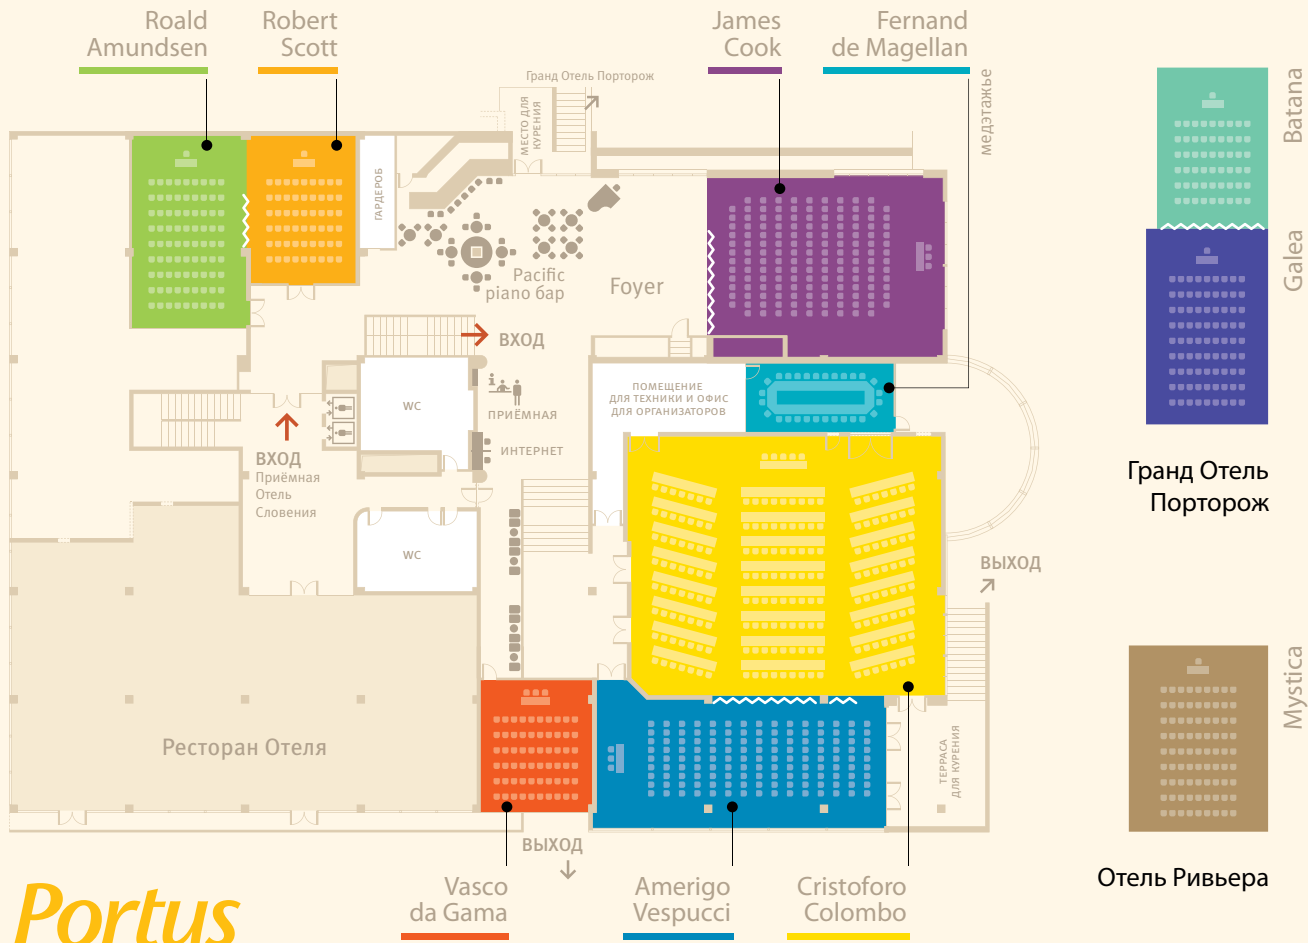 Roald
Amundsen
Robert
Scott
James
Cook
Fernand
de Magellan
Гранд Отель Порторож
МЕСТО ДЛЯ
КУРЕНИЯ
медэтажье
Batana
Galea
ГАРДЕРОБ
Pacific
piano бар
Foyer
ВХОД
WC
ПРИЁМНАЯ
ИНТЕРНЕТ
ПОМЕЩЕНИЕ
ДЛЯ ТЕХНИКИ И ОФИС
ДЛЯ ОРГАНИЗАТОРОВ
ВХОД
Приёмная
Отель
Словения
WC
Гранд Отель
Порторож
ВЫХОД
Mystica
Ресторан Отеля
ТЕРРАСА
ДЛЯ КУРЕНИЯ
ВЫХОД
Отель Ривьера
Vasco
da Gama
Amerigo
Vespucci
Cristoforo
Colombo
Portus